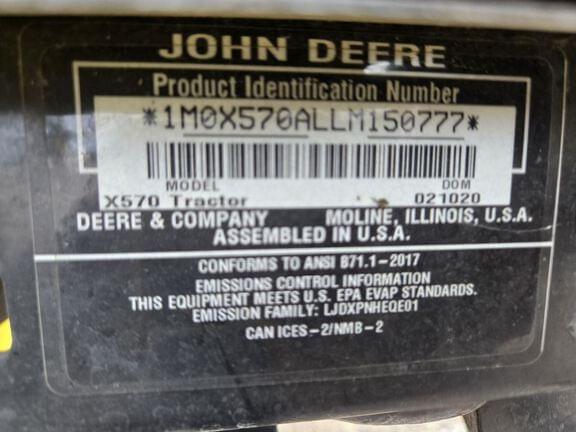 JOHN DEERE
Product Identification Number
*1M0X570ALLM150777*
MODEL DOM
X570 Tractor 021020
DEERE & COMPANY MOLINE, ILLINOIS, U.S.A.
ASSEMBLED IN U.S.A.
CONFORMS TO ANSI B71.1-2017
EMISSIONS CONTROL INFORMATION
THIS EQUIPMENT MEETS U.S. EPA EVAP STANDARDS.
EMISSION FAMILY: LJDXPNHEQE01
CAN ICES-2/NMB-2